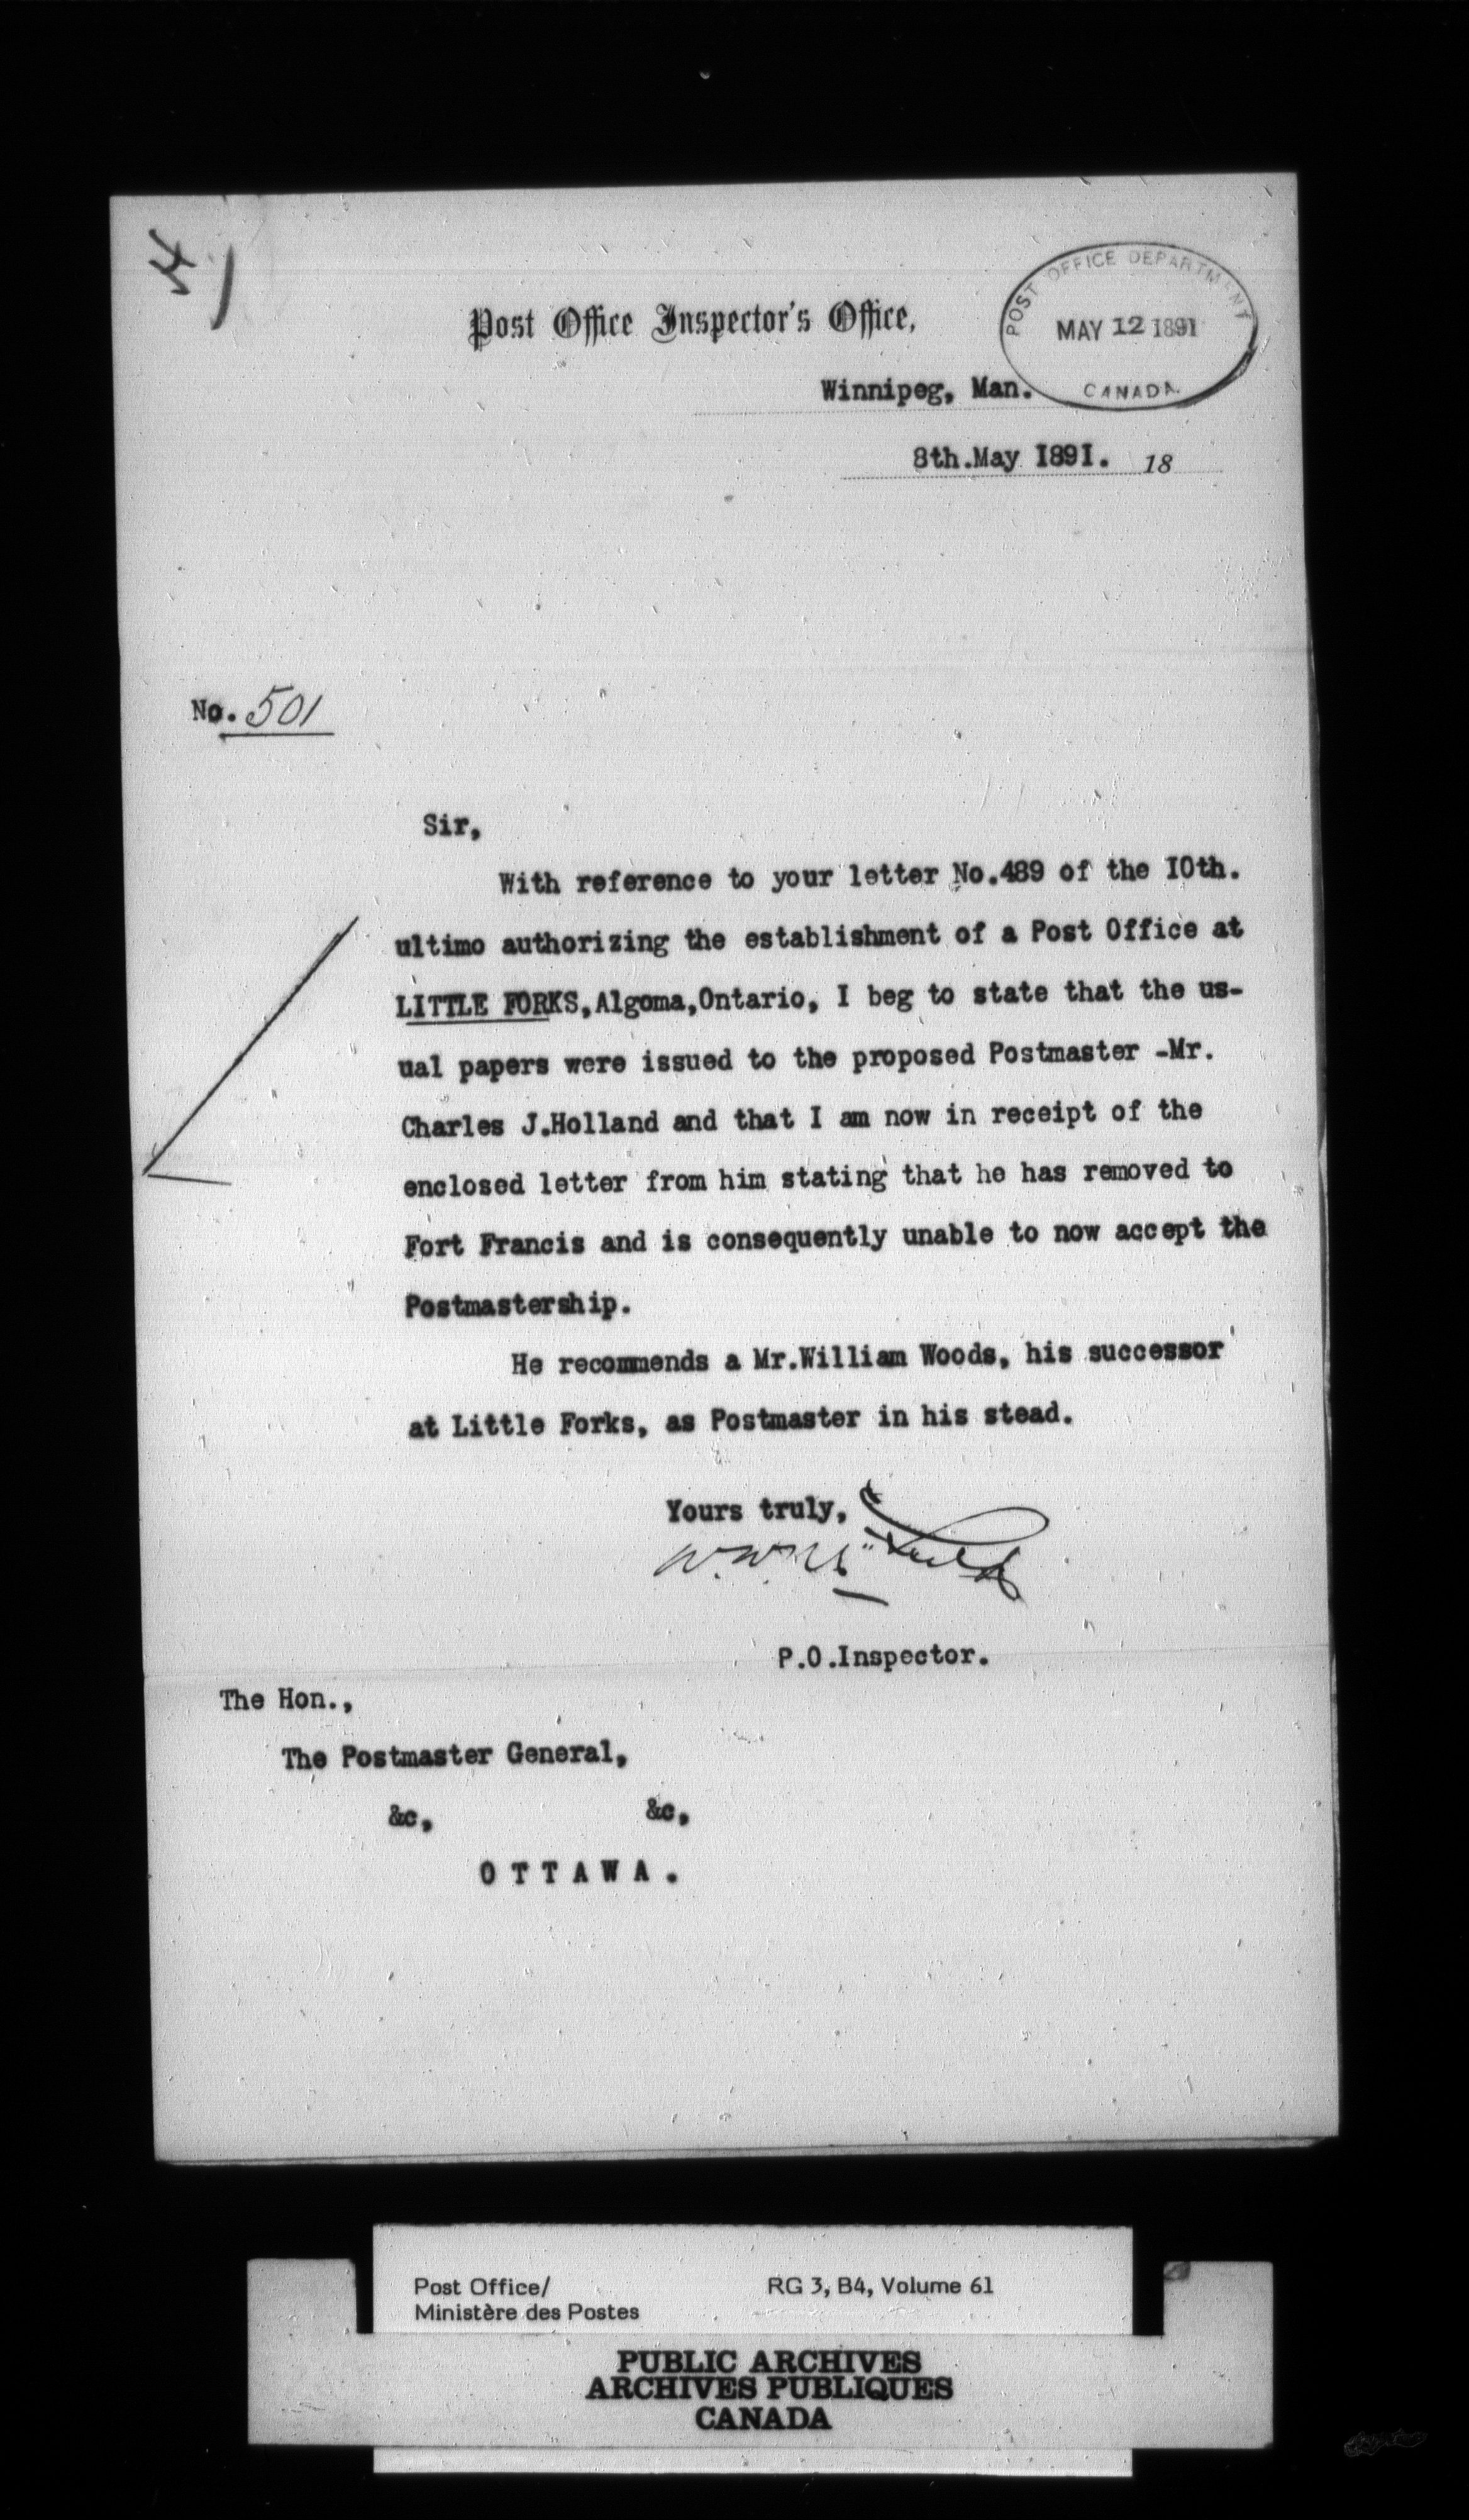 Post Office Inspector's Office,
POST OFFICE DEPARTMENT
MAY 12 1891
CANADA
Winnipeg, Man.
8th.May I89I. 18
No. 501
Sir,
With reference to your letter No.489 of the I0th.
ultimo authorizing the establishment of a Post Office at
LITTLE FORKS,Algoma,Ontario, I beg to state that the us-
ual papers were issued to the proposed Postmaster -Mr.
Charles J.Holland and that I am now in receipt of the
enclosed letter from him stating that he has removed to
Fort Francis and is consequently unable to now accept the
Postmastership.
He recommends a Mr.William Woods, his successor
at Little Forks, as Postmaster in his stead.
Yours truly,
P.O.Inspector.
The Hon.,
The Postmaster General,
&c, &c,
O T T A W A .
Post Office/ RG 3, B4, Volume 61
Ministère des Postes
PUBLIC ARCHIVES
ARCHIVES PUBLIQUES
CANADA